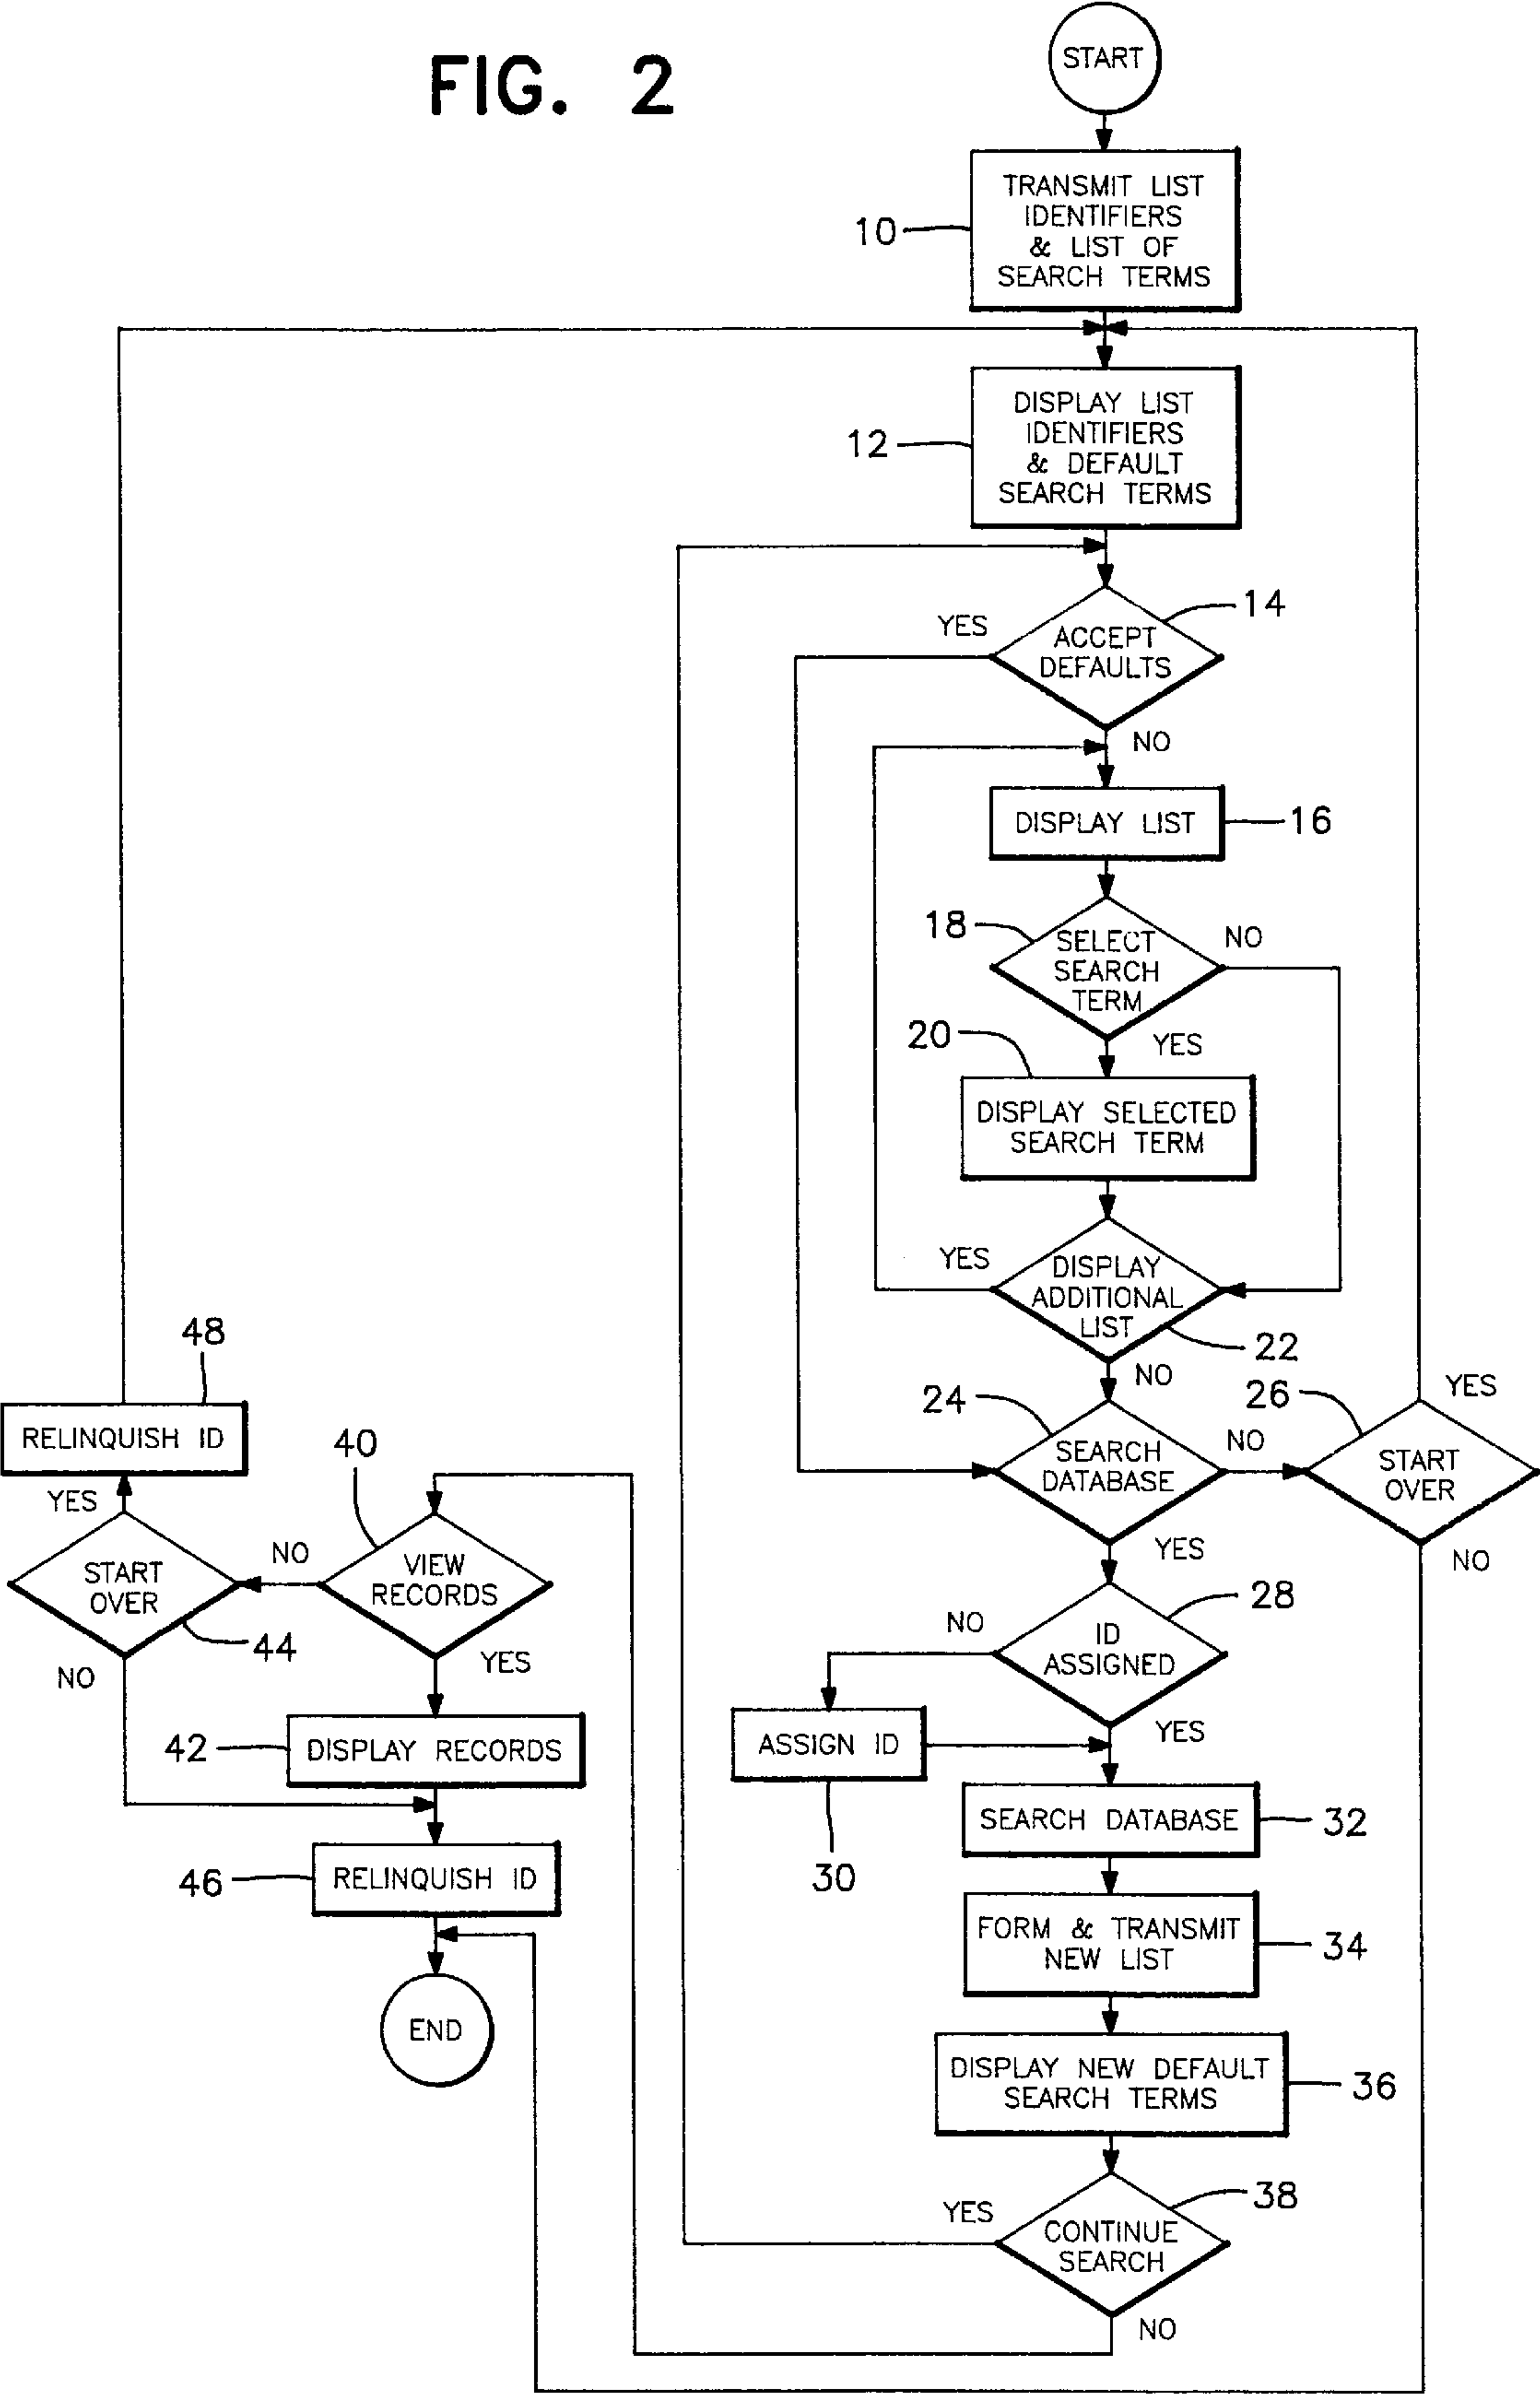 FIG. 2
START
10
TRANSMIT LIST
IDENTIFIERS
& LIST OF
SEARCH TERMS
12
DISPLAY LIST
IDENTIFIERS
& DEFAULT
SEARCH TERMS
14
YES
ACCEPT
DEFAULTS
NO
DISPLAY LIST
16
18
SELECT
SEARCH
TERM
NO
YES
20
DISPLAY SELECTED
SEARCH TERM
YES
DISPLAY
ADDITIONAL
LIST
22
NO
24
SEARCH
DATABASE
NO
YES
26
YES
START
OVER
NO
28
NO
ID
ASSIGNED
YES
ASSIGN ID
30
SEARCH DATABASE
32
FORM & TRANSMIT
NEW LIST
34
DISPLAY NEW DEFAULT
SEARCH TERMS
36
38
YES
CONTINUE
SEARCH
NO
40
VIEW
RECORDS
NO
YES
42
DISPLAY RECORDS
44
START
OVER
YES
NO
48
RELINQUISH ID
46
RELINQUISH ID
END